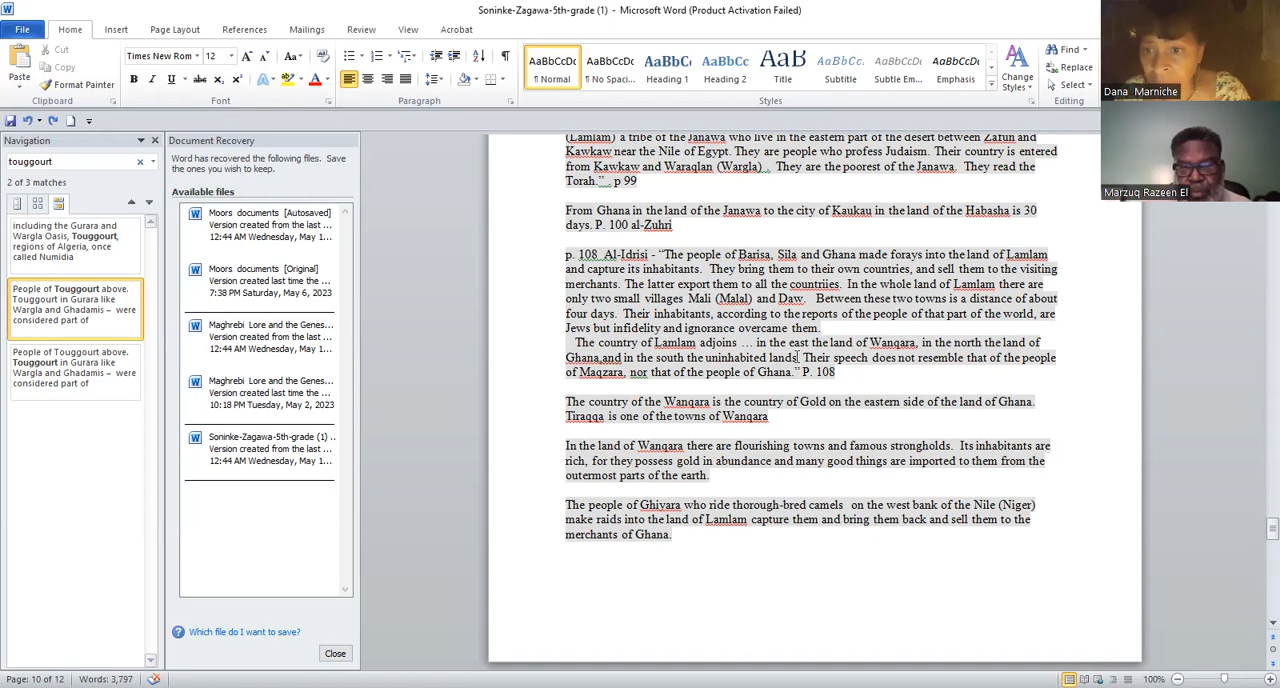 Soninke-Zagawa-5th-grade (1) - Microsoft Word (Product Activation Failed)
File Home Insert Page Layout References Mailings Review View Acrobat
Paste
Cut
Copy
Format Painter
Clipboard
Times New Rom 12
Font
Paragraph
AaBbCcDc AaBbCcDc AaBbC AaBbCc AaB AaBbCc. AaBbCcDc AaBbCcD
¶ Normal ¶ No Spaci... Heading 1 Heading 2 Title Subtitle Subtle Em... Emphasis
Styles
Change Styles
Find
Replace
Select
Editing
Dana Marniche
Marzuq Razeen El
Navigation
touggourt
2 of 3 matches
including the Gurara and
Wargla Oasis, Touggourt,
regions of Algeria, once
called Numidia
People of Touggourt above.
Touggourt in Gurara like
Wargla and Ghadamis – were
considered part of
People of Touggourt above.
Touggourt in Gurara like
Wargla and Ghadamis – were
considered part of
Document Recovery
Word has recovered the following files. Save
the ones you wish to keep.
Available files
Moors documents [Autosaved]
Version created from the last ...
12:44 AM Wednesday, May 1...
Moors documents [Original]
Version created last time the ...
7:38 PM Saturday, May 6, 2023
Maghrebi Lore and the Genes...
Version created from the last ...
12:44 AM Wednesday, May 1...
Maghrebi Lore and the Genes...
Version created last time the ...
10:18 PM Tuesday, May 2, 2023
Soninke-Zagawa-5th-grade (1) ...
Version created from the last ...
12:44 AM Wednesday, May 1...
Which file do I want to save?
Close
(Lamlam) a tribe of the Janawa who live in the eastern part of the desert between Zafun and
Kawkaw near the Nile of Egypt. They are people who profess Judaism. Their country is entered
from Kawkaw and Waraqlan (Wargla).. They are the poorest of the Janawa. They read the
Torah.” . p 99
From Ghana in the land of the Janawa to the city of Kaukau in the land of the Habasha is 30
days. P. 100 al-Zuhri
p. 108 Al-Idrisi - “The people of Barisa, Sila and Ghana made forays into the land of Lamlam
and capture its inhabitants. They bring them to their own countries, and sell them to the visiting
merchants. The latter export them to all the countriies. In the whole land of Lamlam there are
only two small villages Mali (Malal) and Daw. Between these two towns is a distance of about
four days. Their inhabitants, according to the reports of the people of that part of the world, are
Jews but infidelity and ignorance overcame them.
The country of Lamlam adjoins … in the east the land of Wanqara, in the north the land of
Ghana,and in the south the uninhabited lands. Their speech does not resemble that of the people
of Maqzara, nor that of the people of Ghana.” P. 108
The country of the Wanqara is the country of Gold on the eastern side of the land of Ghana.
Tiraqqa is one of the towns of Wanqara
In the land of Wanqara there are flourishing towns and famous strongholds. Its inhabitants are
rich, for they possess gold in abundance and many good things are imported to them from the
outermost parts of the earth.
The people of Ghiyara who ride thorough-bred camels on the west bank of the Nile (Niger)
make raids into the land of Lamlam capture them and bring them back and sell them to the
merchants of Ghana.
Page: 10 of 12 Words: 3,797
100%